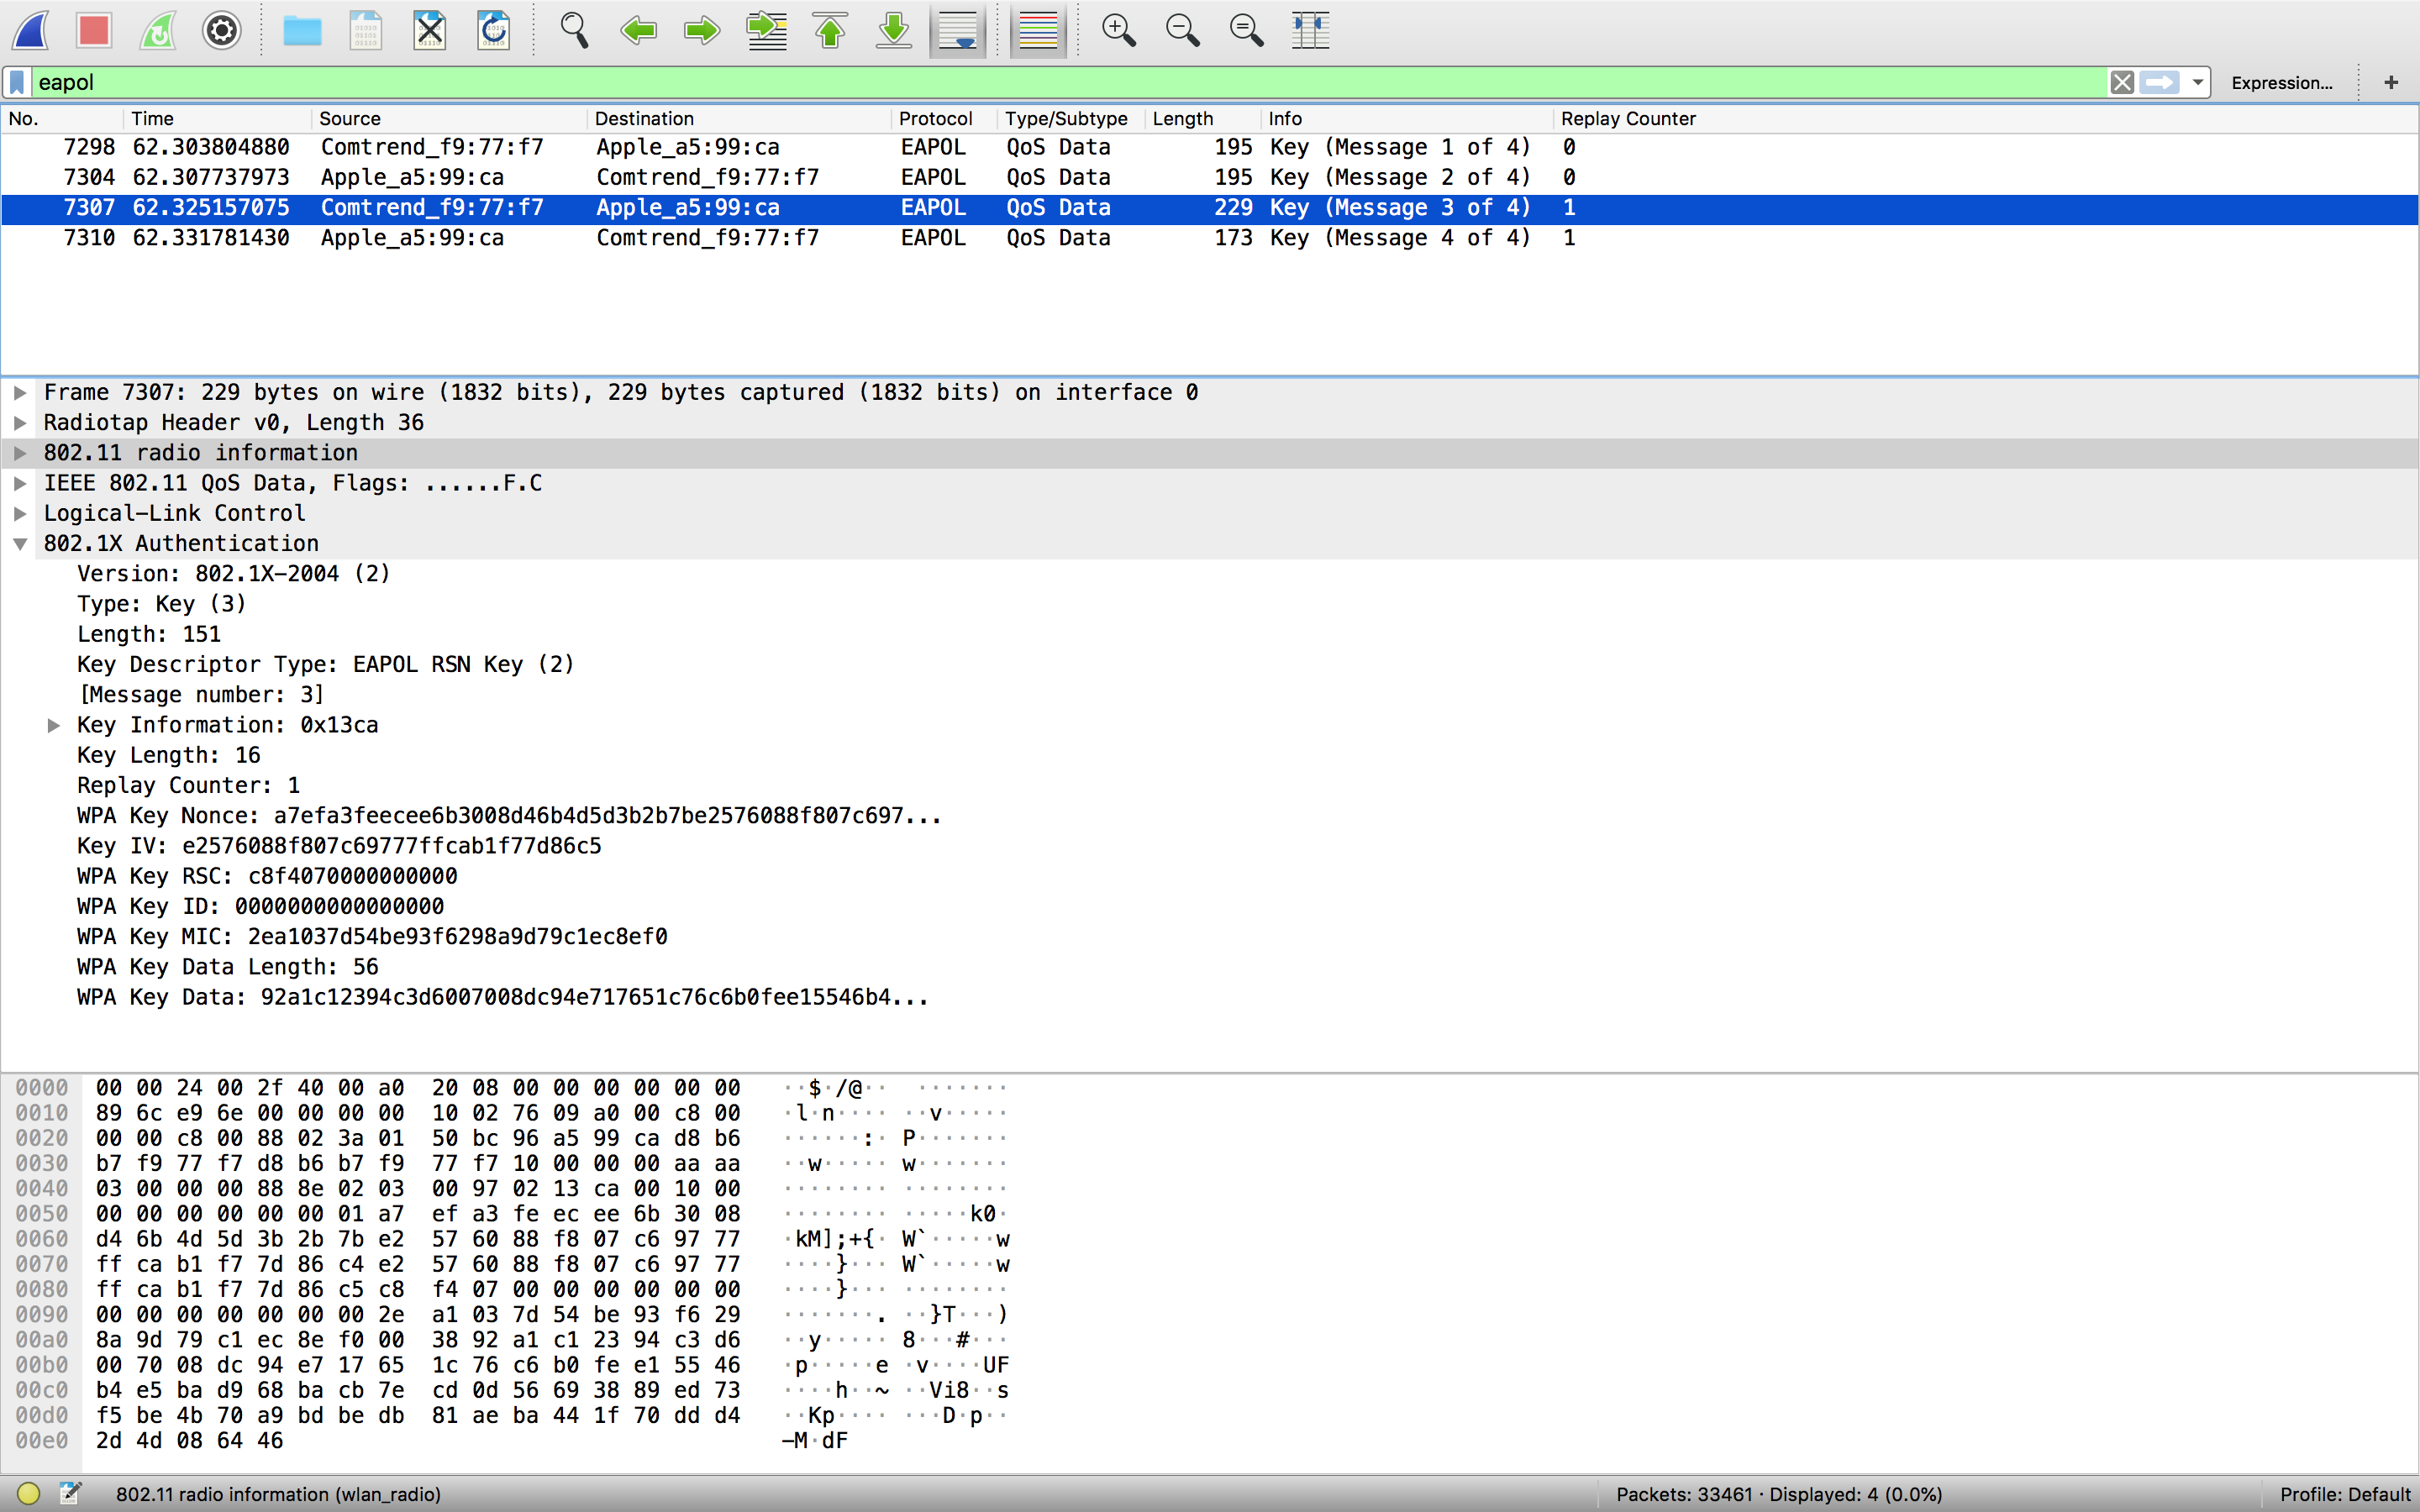 eapol
Expression...
+
No. Time Source Destination Protocol Type/Subtype Length Info Replay Counter
7298 62.303804880 Comtrend_f9:77:f7 Apple_a5:99:ca EAPOL QoS Data 195 Key (Message 1 of 4) 0
7304 62.307737973 Apple_a5:99:ca Comtrend_f9:77:f7 EAPOL QoS Data 195 Key (Message 2 of 4) 0
7307 62.325157075 Comtrend_f9:77:f7 Apple_a5:99:ca EAPOL QoS Data 229 Key (Message 3 of 4) 1
7310 62.331781430 Apple_a5:99:ca Comtrend_f9:77:f7 EAPOL QoS Data 173 Key (Message 4 of 4) 1
Frame 7307: 229 bytes on wire (1832 bits), 229 bytes captured (1832 bits) on interface 0
Radiotap Header v0, Length 36
802.11 radio information
IEEE 802.11 QoS Data, Flags: ......F.C
Logical-Link Control
802.1X Authentication
Version: 802.1X-2004 (2)
Type: Key (3)
Length: 151
Key Descriptor Type: EAPOL RSN Key (2)
[Message number: 3]
Key Information: 0x13ca
Key Length: 16
Replay Counter: 1
WPA Key Nonce: a7efa3feecee6b3008d46b4d5d3b2b7be2576088f807c697...
Key IV: e2576088f807c69777ffcab1f77d86c5
WPA Key RSC: c8f4070000000000
WPA Key ID: 0000000000000000
WPA Key MIC: 2ea1037d54be93f6298a9d79c1ec8ef0
WPA Key Data Length: 56
WPA Key Data: 92a1c12394c3d6007008dc94e717651c76c6b0fee15546b4...
0000 00 00 24 00 2f 40 00 a0 20 08 00 00 00 00 00 00 ··$·/@·· ········
0010 89 6c e9 6e 00 00 00 00 10 02 76 09 a0 00 c8 00 ·l·n···· ··v·····
0020 00 00 c8 00 88 02 3a 01 50 bc 96 a5 99 ca d8 b6 ······:· P·······
0030 b7 f9 77 f7 d8 b6 b7 f9 77 f7 10 00 00 00 aa aa ··w····· w·······
0040 03 00 00 00 88 8e 02 03 00 97 02 13 ca 00 10 00 ········ ········
0050 00 00 00 00 00 00 01 a7 ef a3 fe ec ee 6b 30 08 ········ ·····k0·
0060 d4 6b 4d 5d 3b 2b 7b e2 57 60 88 f8 07 c6 97 77 ·kM];+{· W`·····w
0070 ff ca b1 f7 7d 86 c4 e2 57 60 88 f8 07 c6 97 77 ····}··· W`·····w
0080 ff ca b1 f7 7d 86 c5 c8 f4 07 00 00 00 00 00 00 ····}··· ········
0090 00 00 00 00 00 00 00 2e a1 03 7d 54 be 93 f6 29 ·······. ··}T···)
00a0 8a 9d 79 c1 ec 8e f0 00 38 92 a1 c1 23 94 c3 d6 ··y····· 8···#···
00b0 00 70 08 dc 94 e7 17 65 1c 76 c6 b0 fe e1 55 46 ·p·····e ·v····UF
00c0 b4 e5 ba d9 68 ba cb 7e cd 0d 56 69 38 89 ed 73 ····h··~ ··Vi8··s
00d0 f5 be 4b 70 a9 bd be db 81 ae ba 44 1f 70 dd d4 ··Kp···· ···D·p··
00e0 2d 4d 08 64 46 -M·dF
802.11 radio information (wlan_radio)
Packets: 33461 · Displayed: 4 (0.0%)
Profile: Default